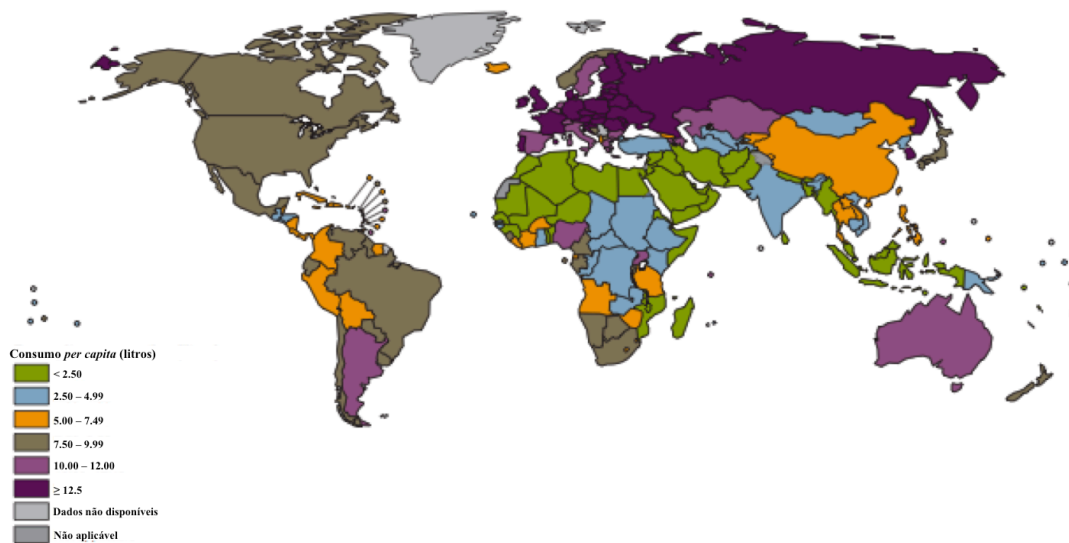 Consumo per capita (litros)
< 2.50
2.50 – 4.99
5.00 – 7.49
7.50 – 9.99
10.00 – 12.00
≥ 12.5
Dados não disponíveis
Não aplicável